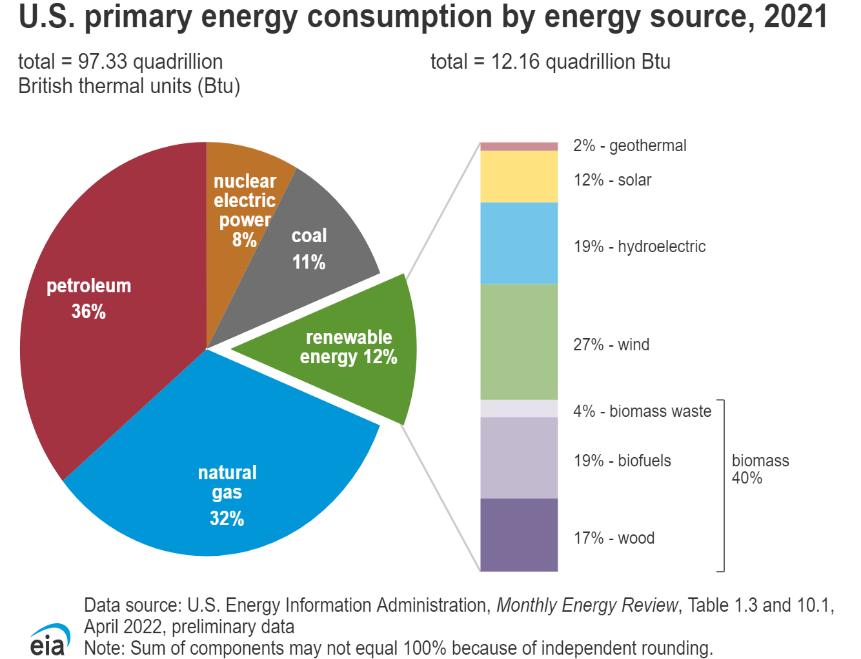 U.S. primary energy consumption by energy source, 2021
total = 97.33 quadrillion
British thermal units (Btu)
total = 12.16 quadrillion Btu
nuclear
electric
power
8%
coal
11%
petroleum
36%
renewable
energy 12%
natural
gas
32%
2% - geothermal
12% - solar
19% - hydroelectric
27% - wind
4% - biomass waste
19% - biofuels
17% - wood
biomass
40%
eia
Data source: U.S. Energy Information Administration, Monthly Energy Review, Table 1.3 and 10.1,
April 2022, preliminary data
Note: Sum of components may not equal 100% because of independent rounding.